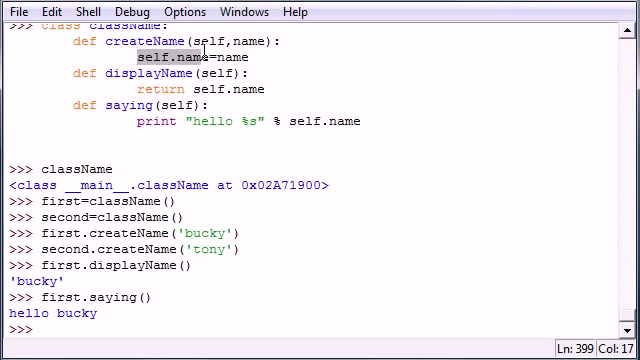 File Edit Shell Debug Options Windows Help
>>> class className:
def createName(self,name):
self.name=name
def displayName(self):
return self.name
def saying(self):
print "hello %s" % self.name
>>> className
<class __main__.className at 0x02A71900>
>>> first=className()
>>> second=className()
>>> first.createName('bucky')
>>> second.createName('tony')
>>> first.displayName()
'bucky'
>>> first.saying()
hello bucky
>>>
Ln: 399 Col: 17